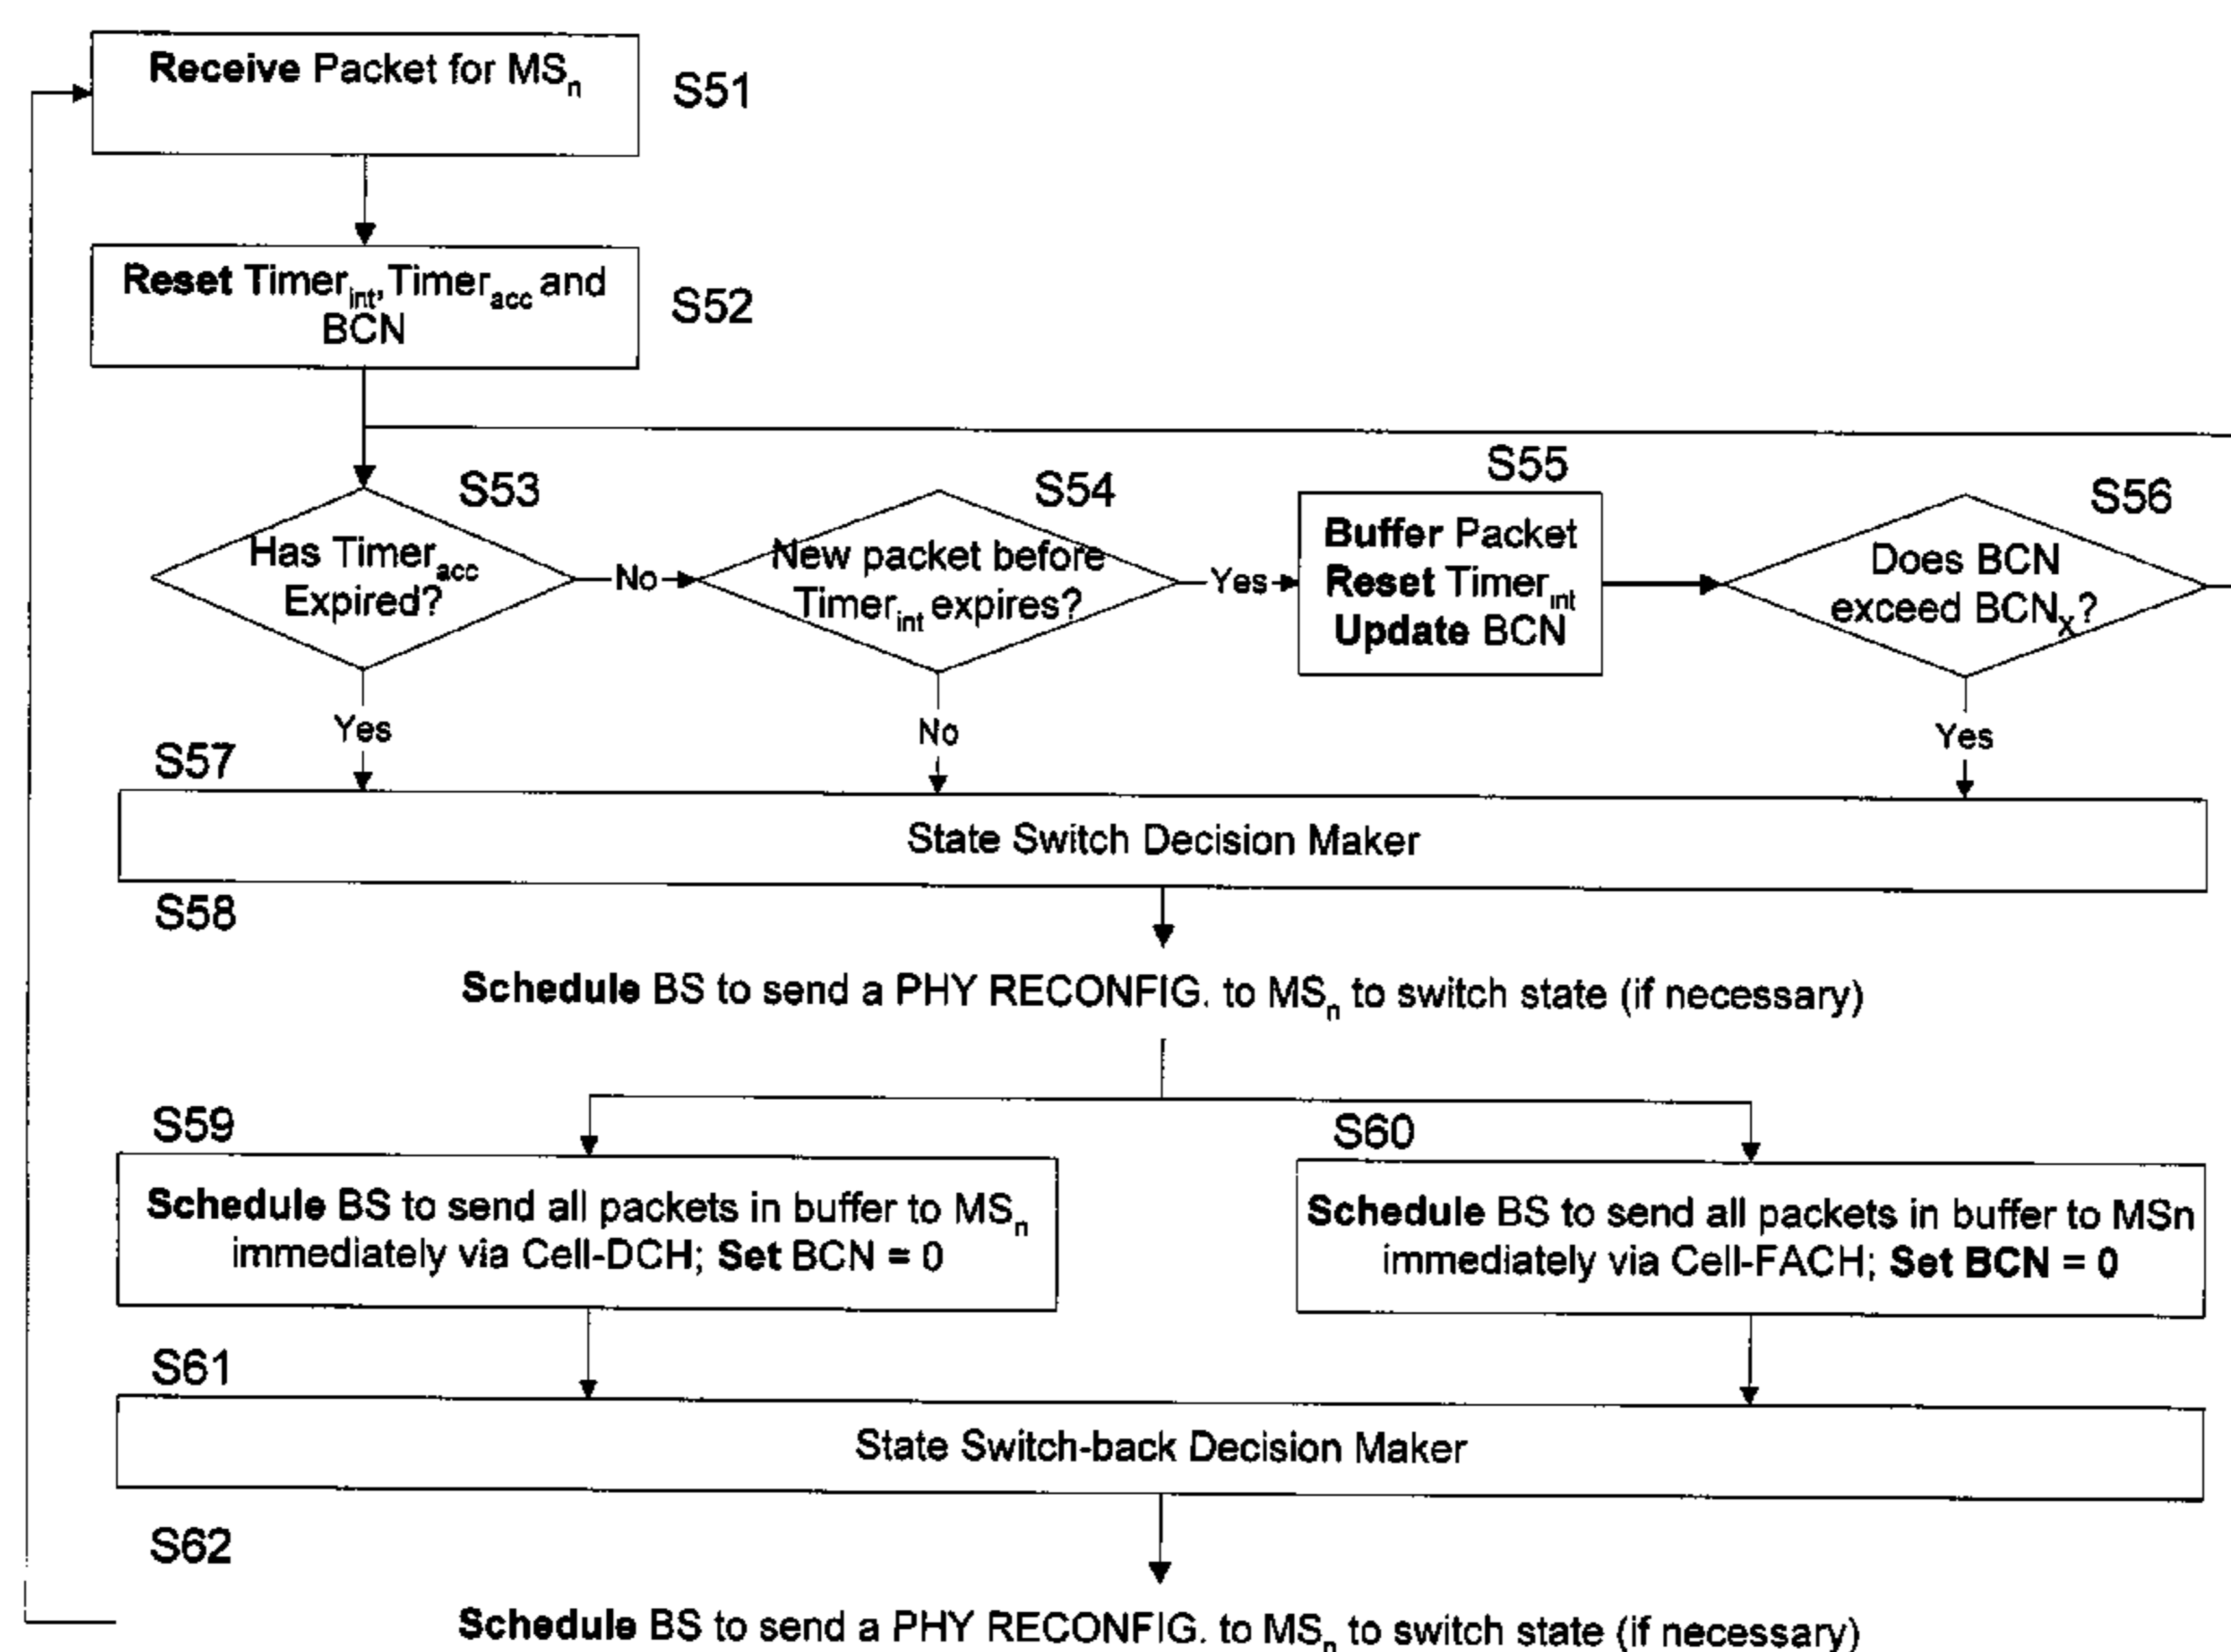 Receive Packet for MSn
S51
Reset Timerint, Timeracc and
BCN
S52
S53
Has Timeracc
Expired?
No
S54
New packet before
Timerint expires?
Yes
S55
Buffer Packet
Reset Timerint
Update BCN
S56
Does BCN
exceed BCNX?
Yes
No
Yes
S57
State Switch Decision Maker
S58
Schedule BS to send a PHY RECONFIG. to MSn to switch state (if necessary)
S59
Schedule BS to send all packets in buffer to MSn
immediately via Cell-DCH; Set BCN = 0
S60
Schedule BS to send all packets in buffer to MSn
immediately via Cell-FACH; Set BCN = 0
S61
State Switch-back Decision Maker
S62
Schedule BS to send a PHY RECONFIG. to MSn to switch state (if necessary)